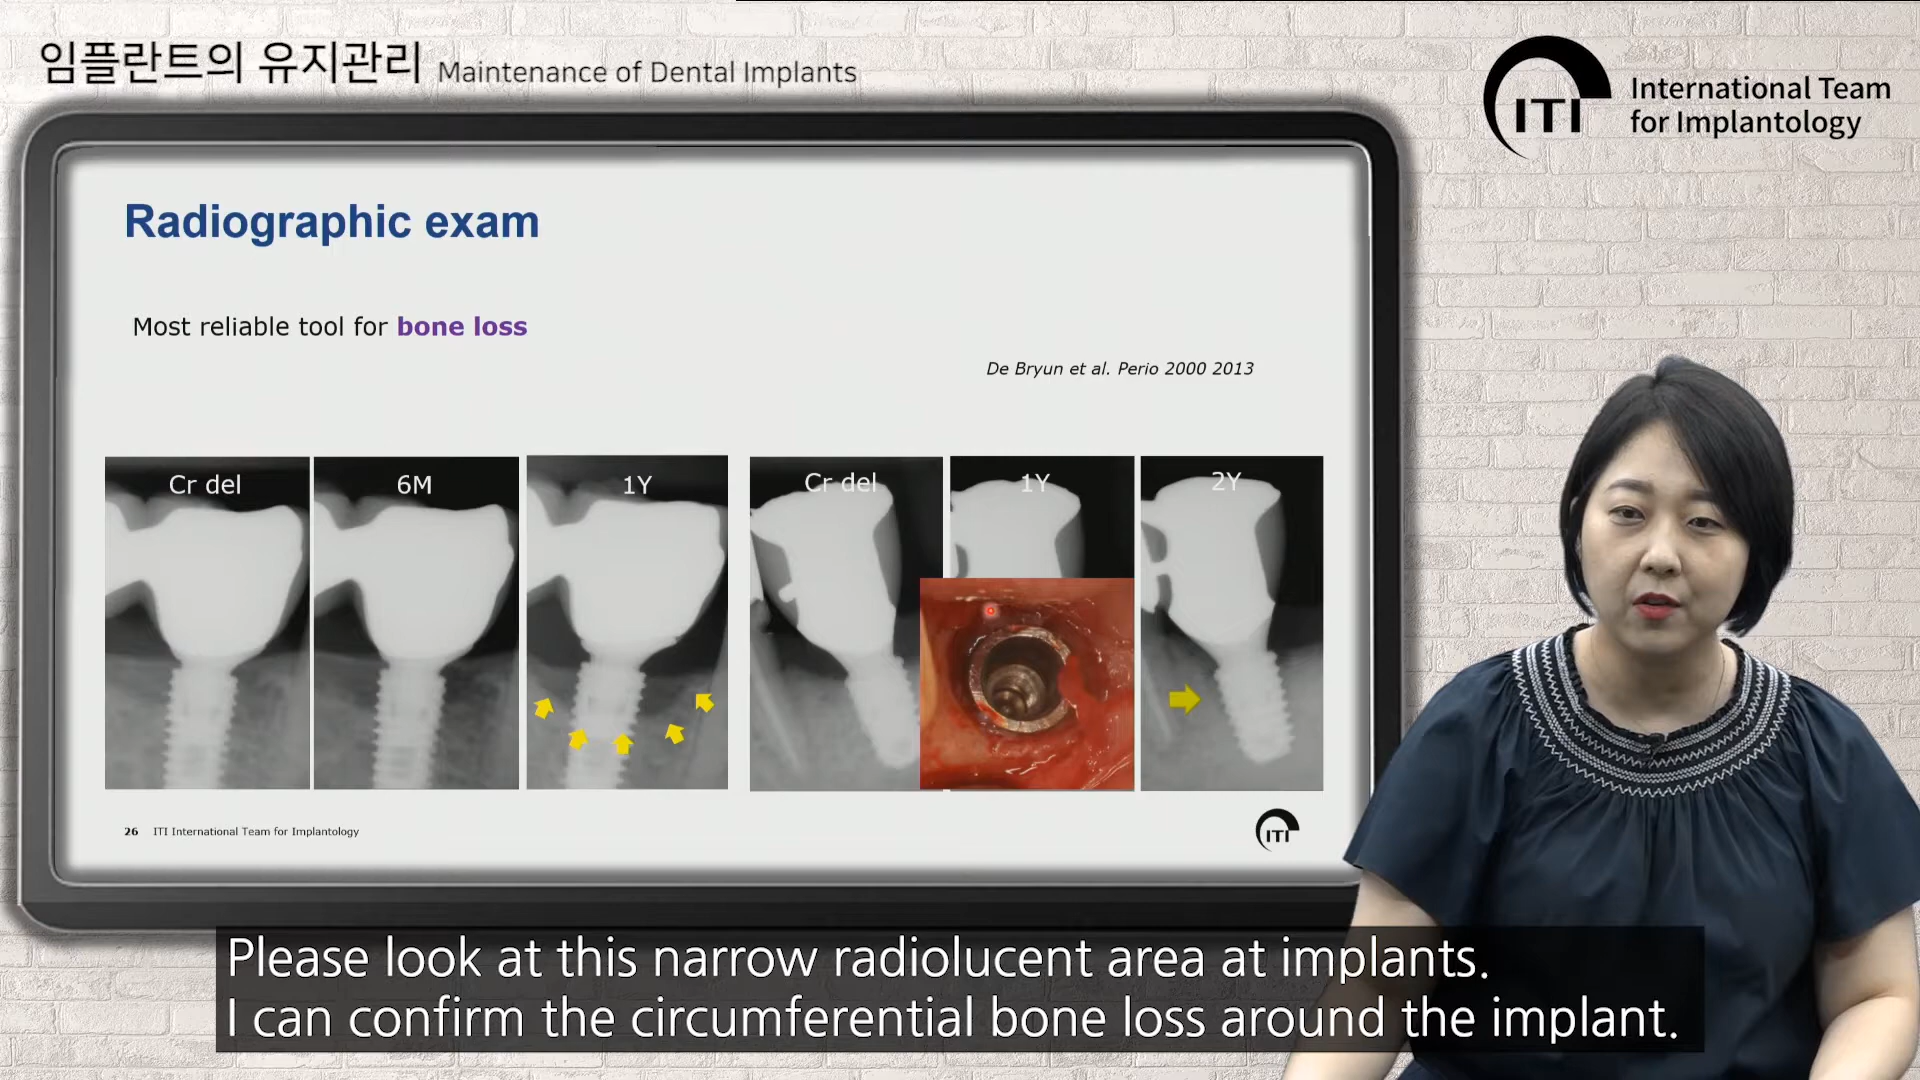 임플란트의 유지관리 Maintenance of Dental Implants
ITI International Team
for Implantology
Radiographic exam
Most reliable tool for bone loss
De Bryun et al. Perio 2000 2013
Cr del 6M 1Y Cr del 1Y 2Y
26 ITI International Team for Implantology
ITI
Please look at this narrow radiolucent area at implants.
I can confirm the circumferential bone loss around the implant.